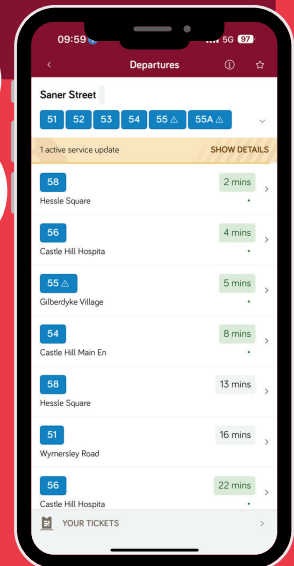 09:59 5G 97
Departures
Saner Street
51 52 53 54 55 55A
1 active service update SHOW DETAILS
58 2 mins
Hessle Square
56 4 mins
Castle Hill Hospita
55 5 mins
Gilberdyke Village
54 8 mins
Castle Hill Main En
58 13 mins
Hessle Square
51 16 mins
Wymersley Road
56 22 mins
Castle Hill Hospita
YOUR TICKETS